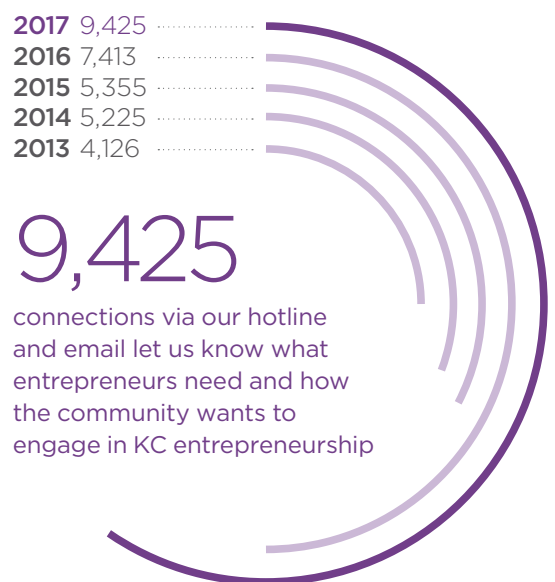 2017 9,425
2016 7,413
2015 5,355
2014 5,225
2013 4,126
9,425
connections via our hotline
and email let us know what
entrepreneurs need and how
the community wants to
engage in KC entrepreneurship